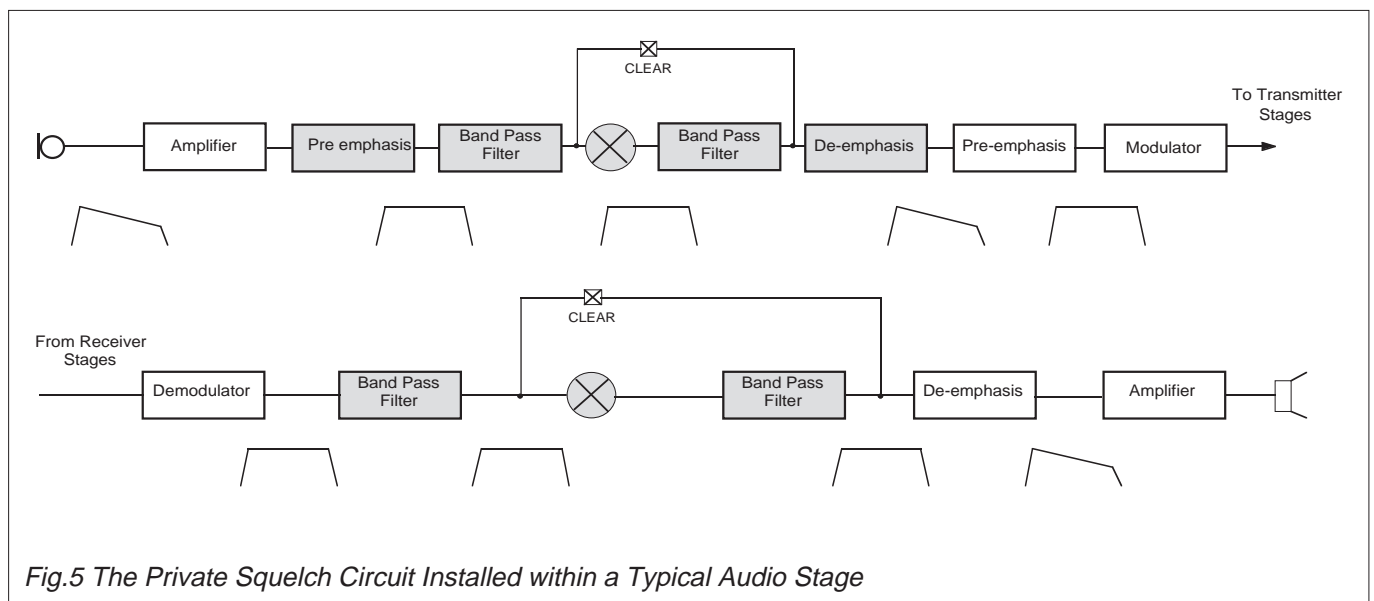 CLEAR
To Transmitter
Stages
Amplifier
Pre emphasis
Band Pass
Filter
Band Pass
Filter
De-emphasis
Pre-emphasis
Modulator
CLEAR
From Receiver
Stages
Demodulator
Band Pass
Filter
Band Pass
Filter
De-emphasis
Amplifier
Fig.5 The Private Squelch Circuit Installed within a Typical Audio Stage